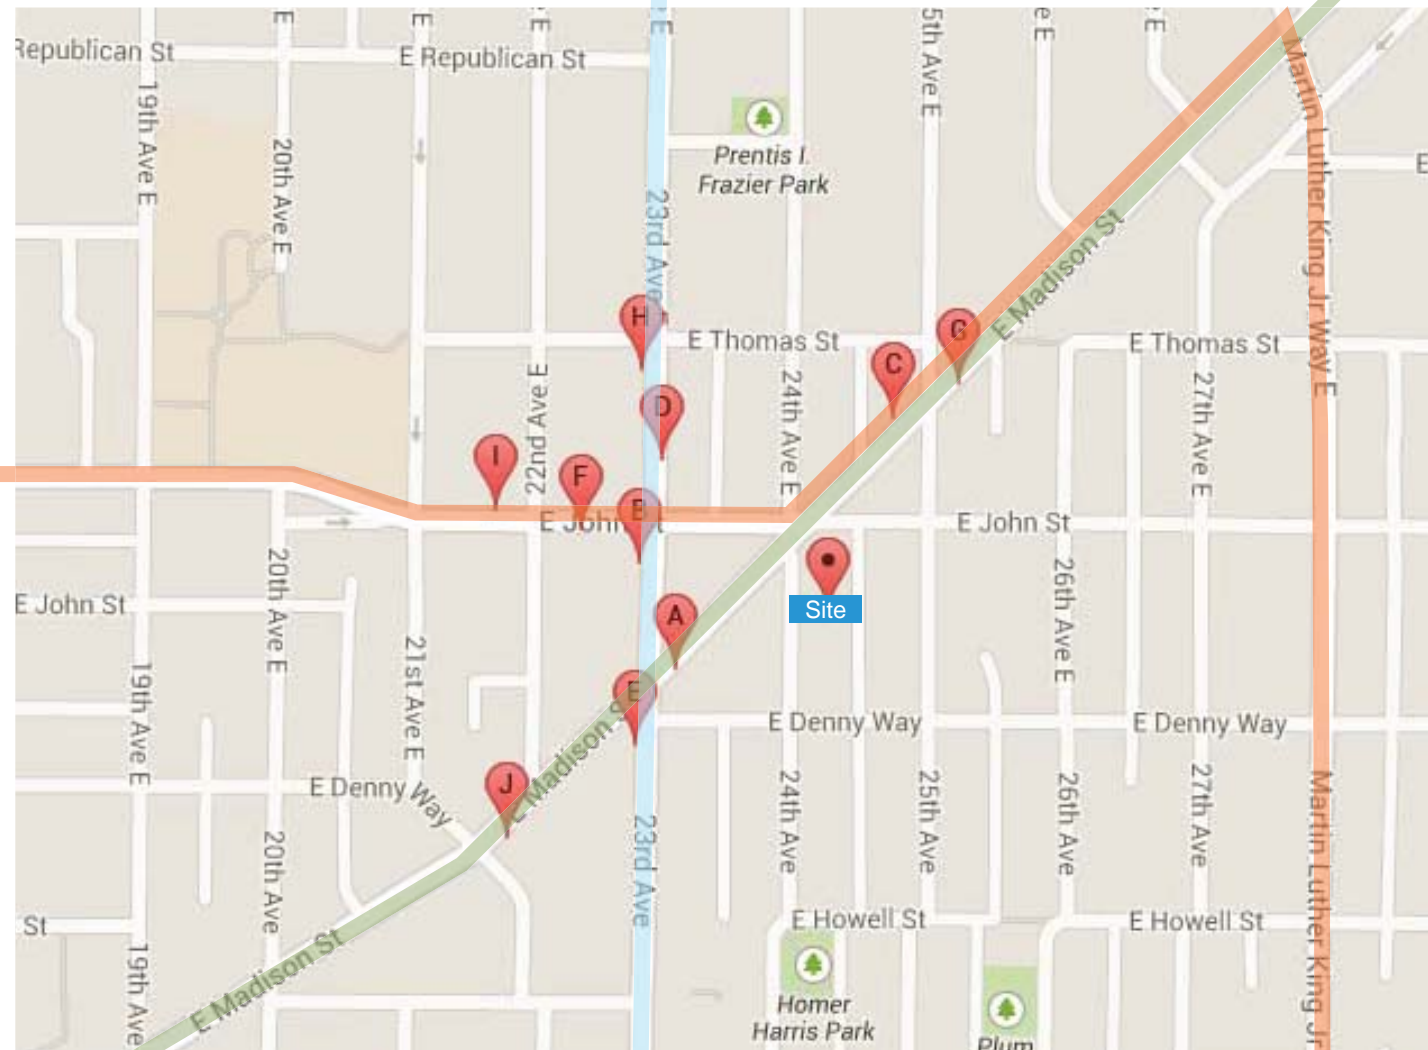 E
E
E
E
E
E
E
Republican St
E Republican St
5th Ave E
19th Ave E
20th Ave E
Prentis I.
Frazier Park
Martin Luther King Jr Way E
E
23rd Ave
E Madison St
H
G
E Thomas St
E Thomas St
C
22nd Ave E
24th Ave E
27th Ave E
D
I
F
E John St
E John St
Site
E John St
20th Ave E
26th Ave E
A
21st Ave E
19th Ave E
E
E Denny Way
E Denny Way
E Madison St
J
E Denny Way
24th Ave
25th Ave
26th Ave
27th Ave
Martin Luther King Jr
23rd Ave
20th Ave
St
E Howell St
E Howell St
E Madison St
19th Ave
Homer
Harris Park
Plum